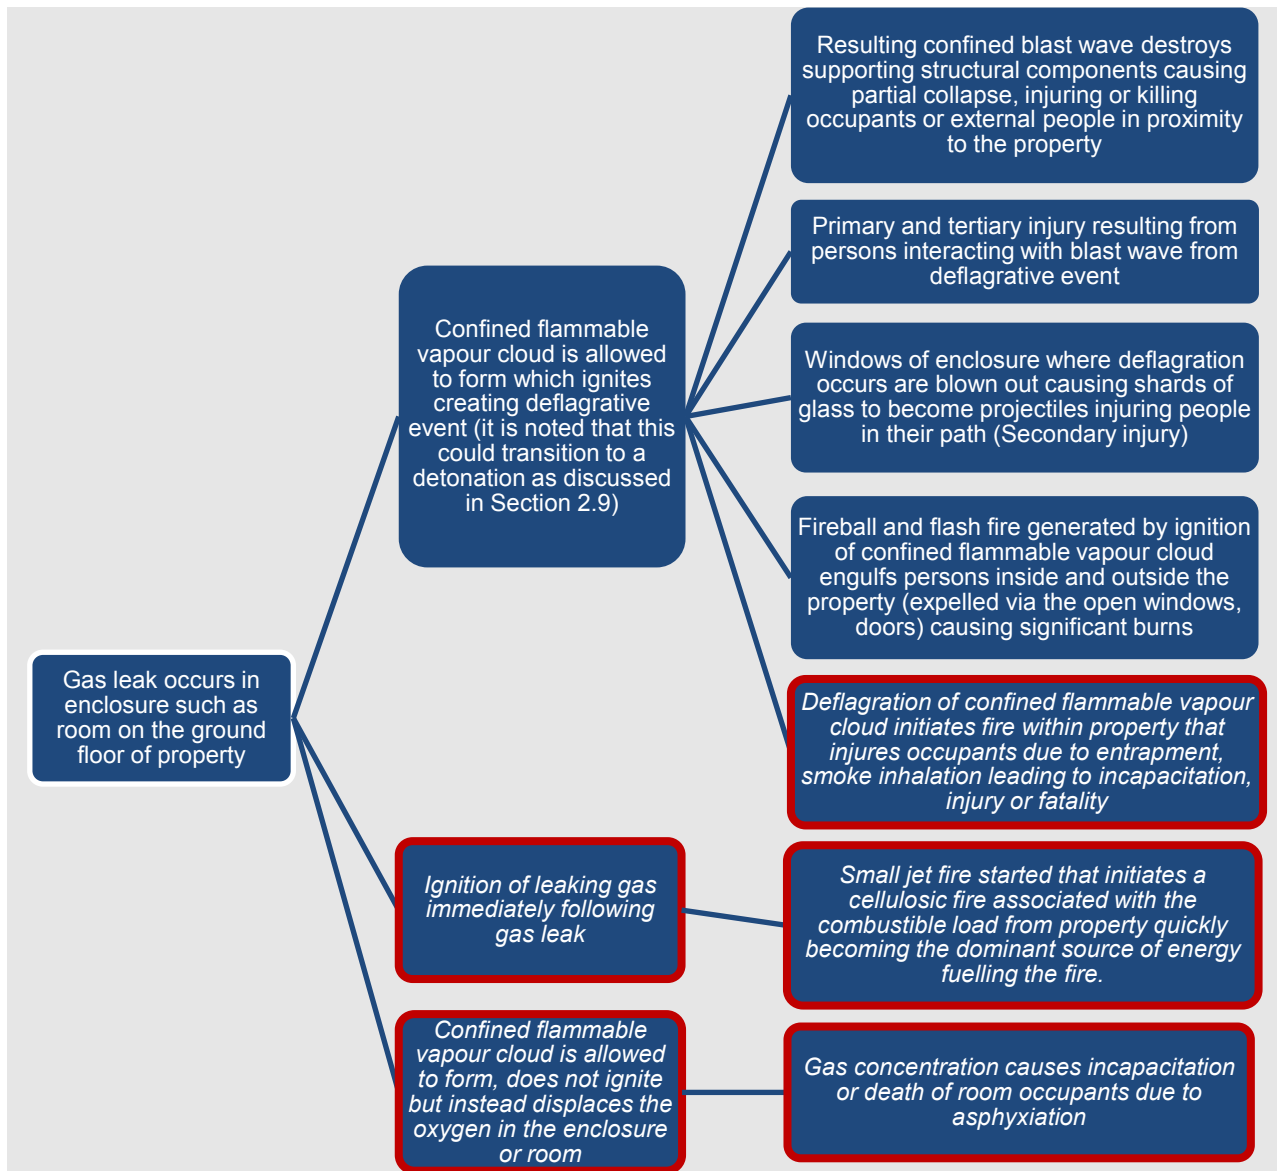 Resulting confined blast wave destroys
supporting structural components causing
partial collapse, injuring or killing
occupants or external people in proximity
to the property
Primary and tertiary injury resulting from
persons interacting with blast wave from
deflagrative event
Confined flammable
vapour cloud is allowed
to form which ignites
creating deflagrative
event (it is noted that this
could transition to a
detonation as discussed
in Section 2.9)
Windows of enclosure where deflagration
occurs are blown out causing shards of
glass to become projectiles injuring people
in their path (Secondary injury)
Fireball and flash fire generated by ignition
of confined flammable vapour cloud
engulfs persons inside and outside the
property (expelled via the open windows,
doors) causing significant burns
Gas leak occurs in
enclosure such as
room on the ground
floor of property
Deflagration of confined flammable vapour
cloud initiates fire within property that
injures occupants due to entrapment,
smoke inhalation leading to incapacitation,
injury or fatality
Ignition of leaking gas
immediately following
gas leak
Small jet fire started that initiates a
cellulosic fire associated with the
combustible load from property quickly
becoming the dominant source of energy
fuelling the fire.
Confined flammable
vapour cloud is allowed
to form, does not ignite
but instead displaces the
oxygen in the enclosure
or room
Gas concentration causes incapacitation
or death of room occupants due to
asphyxiation